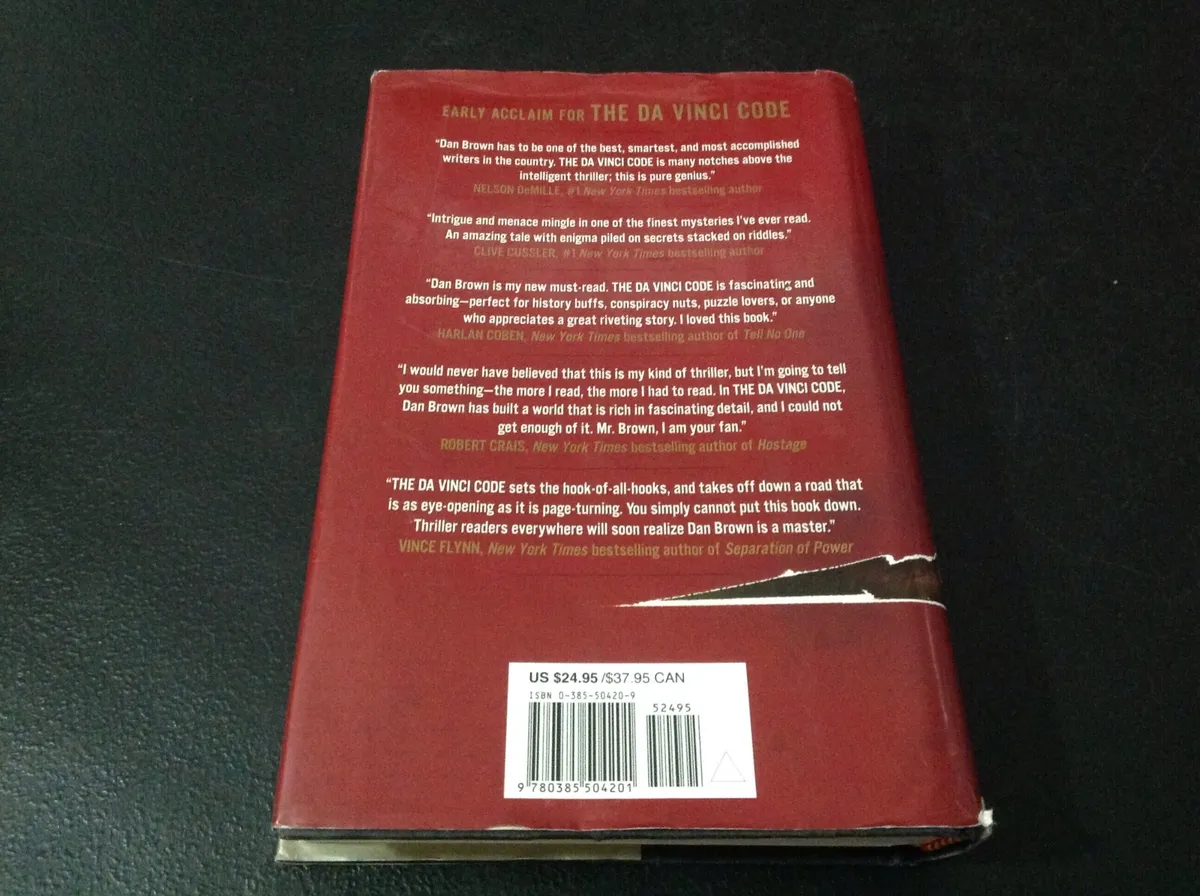 EARLY ACCLAIM FOR THE DA VINCI CODE
"Dan Brown has to be one of the best, smartest, and most accomplished
writers in the country. THE DA VINCI CODE is many notches above the
intelligent thriller; this is pure genius."
NELSON DeMILLE, #1 New York Times bestselling author
"Intrigue and menace mingle in one of the finest mysteries I've ever read.
An amazing tale with enigma piled on secrets stacked on riddles."
CLIVE CUSSLER, #1 New York Times bestselling author
"Dan Brown is my new must-read. THE DA VINCI CODE is fascinating and
absorbing—perfect for history buffs, conspiracy nuts, puzzle lovers, or anyone
who appreciates a great riveting story. I loved this book."
HARLAN COBEN, New York Times bestselling author of Tell No One
"I would never have believed that this is my kind of thriller, but I'm going to tell
you something—the more I read, the more I had to read. In THE DA VINCI CODE,
Dan Brown has built a world that is rich in fascinating detail, and I could not
get enough of it. Mr. Brown, I am your fan."
ROBERT CRAIS, New York Times bestselling author of Hostage
"THE DA VINCI CODE sets the hook-of-all-hooks, and takes off down a road that
is as eye-opening as it is page-turning. You simply cannot put this book down.
Thriller readers everywhere will soon realize Dan Brown is a master."
VINCE FLYNN, New York Times bestselling author of Separation of Power
US $24.95 /$37.95 CAN
ISBN 0-385-50420-9
52495
9 780385 504201